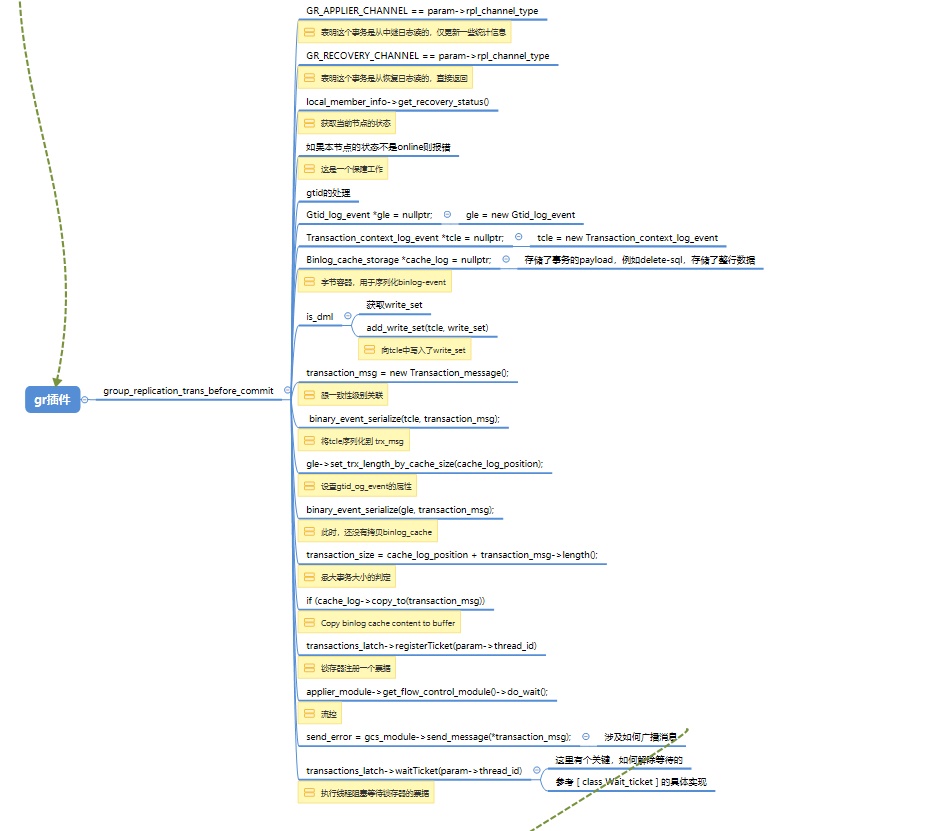 GR_APPLIER_CHANNEL == param->rpl_channel_type
表明这个事务是从中继日志读的，仅更新一些统计信息
GR_RECOVERY_CHANNEL == param->rpl_channel_type
表明这个事务是从恢复日志读的，直接返回
local_member_info->get_recovery_status()
获取当前节点的状态
如果本节点的状态不是online则报错
这是一个保障工作
gtid的处理
Gtid_log_event *gle = nullptr; gle = new Gtid_log_event
Transaction_context_log_event *tcle = nullptr; tcle = new Transaction_context_log_event
Binlog_cache_storage *cache_log = nullptr; 存储了事务的payload，例如delete-sql，存储了整行数据
字节容器，用于序列化binlog-event
is_dml
获取write_set
add_write_set(tcle, write_set)
向tcle中写入了write_set
transaction_msg = new Transaction_message();
gr插件
group_replication_trans_before_commit
跟一致性级别关联
binary_event_serialize(tcle, transaction_msg);
将tcle序列化到 trx_msg
gle->set_trx_length_by_cache_size(cache_log_position);
设置gtid_og_event的属性
binary_event_serialize(gle, transaction_msg);
此时，还没有拷贝binlog_cache
transaction_size = cache_log_position + transaction_msg->length();
最大事务大小的判定
if (cache_log->copy_to(transaction_msg))
Copy binlog cache content to buffer
transactions_latch->registerTicket(param->thread_id)
锁存器注册一个票据
applier_module->get_flow_control_module()->do_wait();
流控
send_error = gcs_module->send_message(*transaction_msg); 涉及如何广播消息
transactions_latch->waitTicket(param->thread_id)
这里有个关键，如何解除等待的
参考 [ class Wait_ticket ] 的具体实现
执行线程阻塞等待锁存器的票据